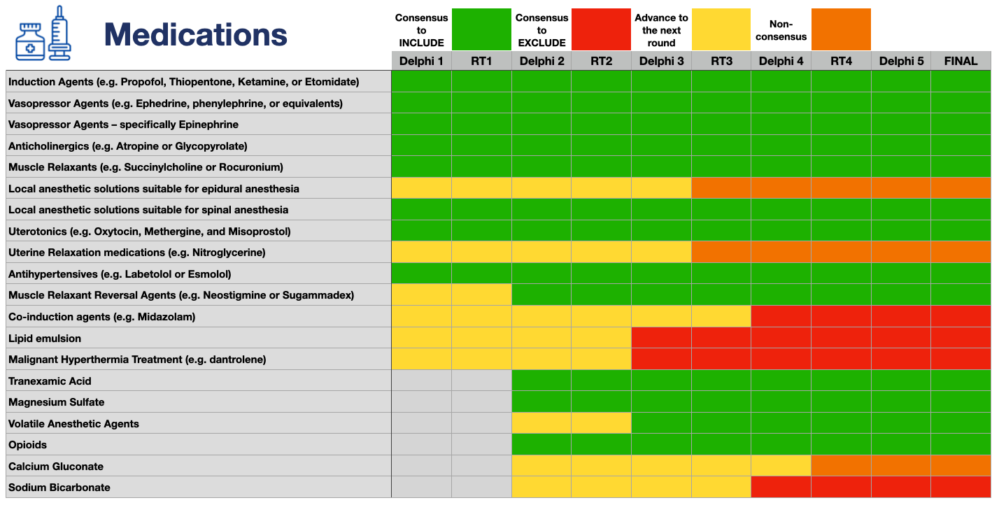 Medications
Consensus
to
INCLUDE
Consensus
to
EXCLUDE
Advance to
the next
round
Non-
consensus
Delphi 1 RT1 Delphi 2 RT2 Delphi 3 RT3 Delphi 4 RT4 Delphi 5 FINAL
Induction Agents (e.g. Propofol, Thiopentone, Ketamine, or Etomidate)
Vasopressor Agents (e.g. Ephedrine, phenylephrine, or equivalents)
Vasopressor Agents – specifically Epinephrine
Anticholinergics (e.g. Atropine or Glycopyrolate)
Muscle Relaxants (e.g. Succinylcholine or Rocuronium)
Local anesthetic solutions suitable for epidural anesthesia
Local anesthetic solutions suitable for spinal anesthesia
Uterotonics (e.g. Oxytocin, Methergine, and Misoprostol)
Uterine Relaxation medications (e.g. Nitroglycerine)
Antihypertensives (e.g. Labetolol or Esmolol)
Muscle Relaxant Reversal Agents (e.g. Neostigmine or Sugammadex)
Co-induction agents (e.g. Midazolam)
Lipid emulsion
Malignant Hyperthermia Treatment (e.g. dantrolene)
Tranexamic Acid
Magnesium Sulfate
Volatile Anesthetic Agents
Opioids
Calcium Gluconate
Sodium Bicarbonate